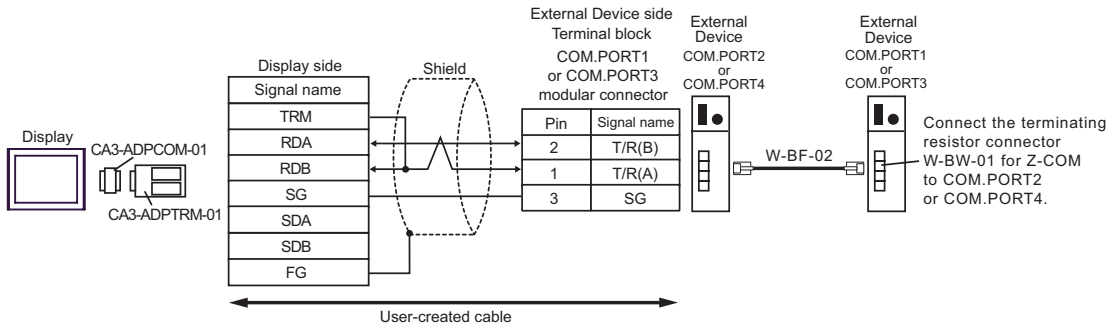 Display
CA3-ADPCOM-01
CA3-ADPTRM-01
Display side
Signal name
TRM
RDA
RDB
SG
SDA
SDB
FG
Shield
External Device side
Terminal block
COM.PORT1
or COM.PORT3
modular connector
Pin Signal name
2 T/R(B)
1 T/R(A)
3 SG
User-created cable
External
Device
COM.PORT2
or
COM.PORT4
W-BF-02
External
Device
COM.PORT1
or
COM.PORT3
Connect the terminating
resistor connector
W-BW-01 for Z-COM
to COM.PORT2
or COM.PORT4.